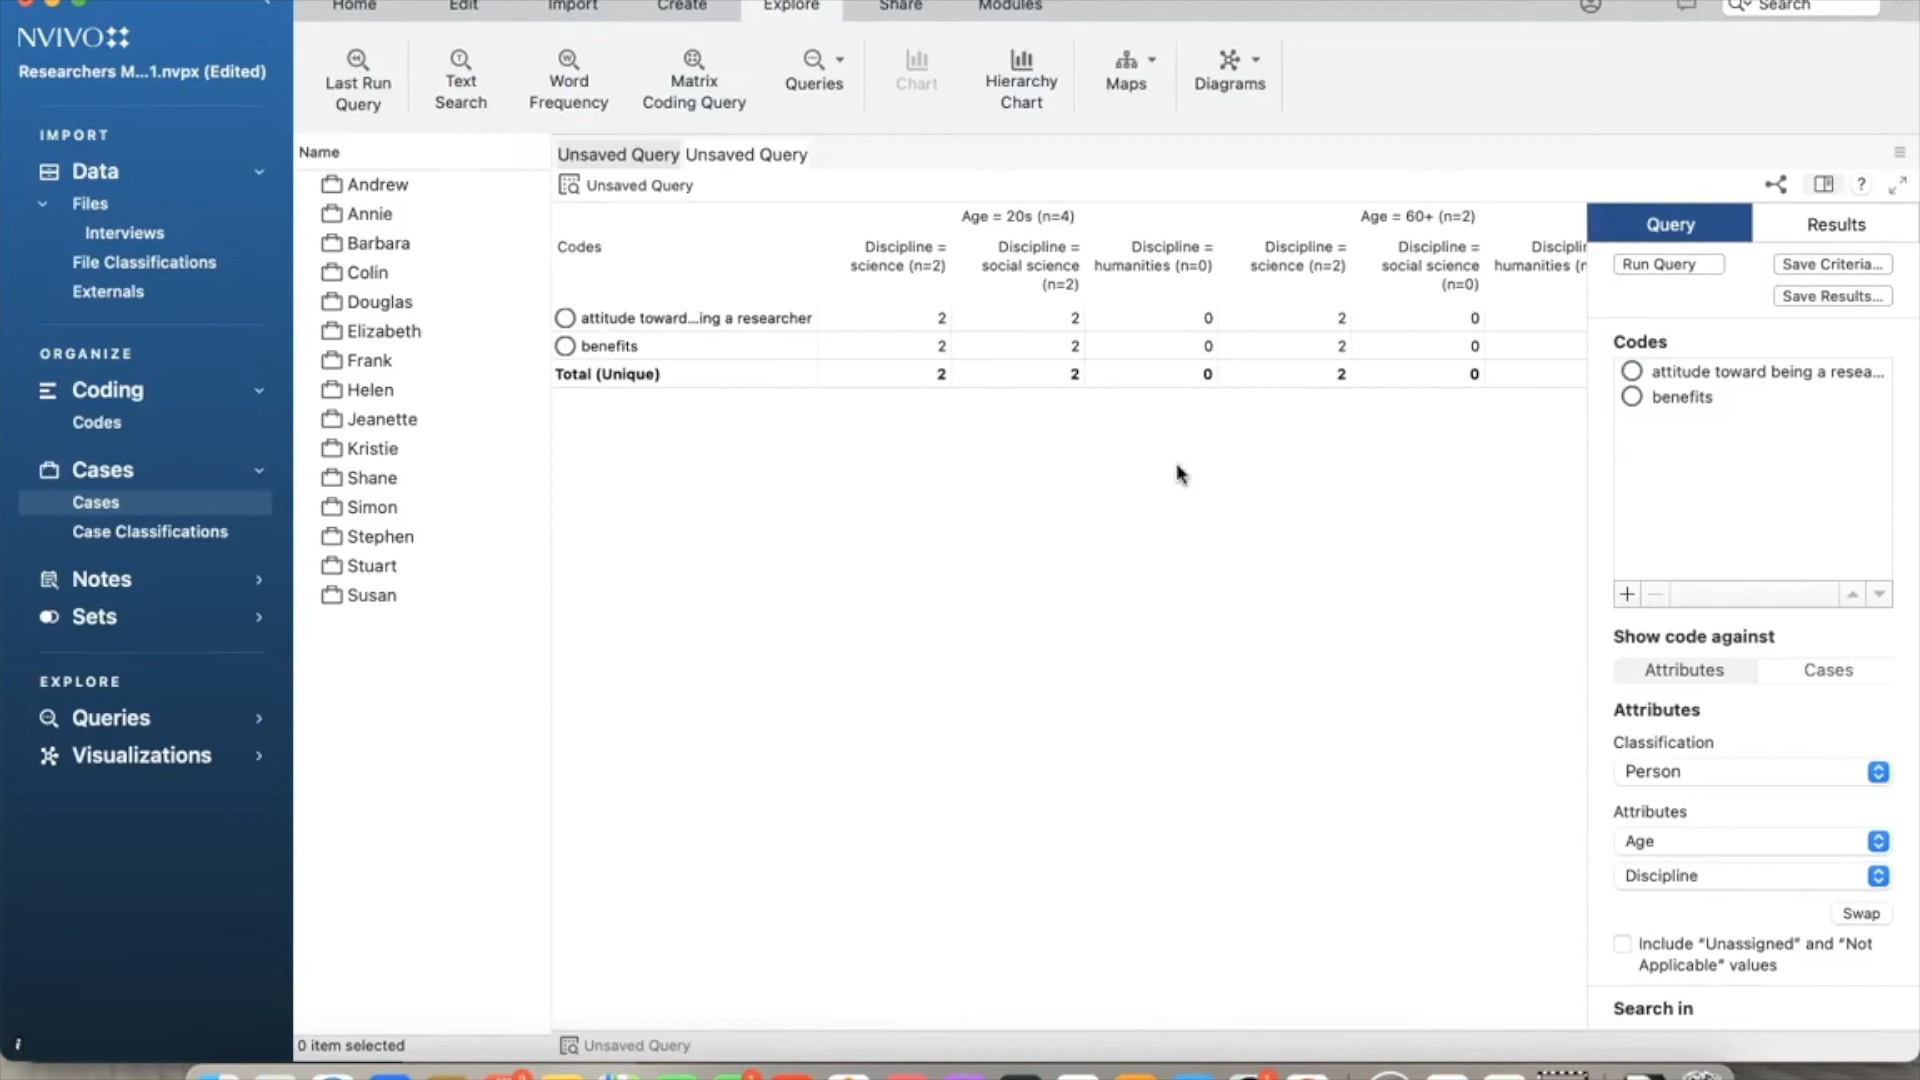 Home Edit Import Create Explore Share Modules Search
NVIVO
Researchers M...1.nvpx (Edited)
Last Run Query
Text Search
Word Frequency
Matrix Coding Query
Queries
Chart
Hierarchy Chart
Maps
Diagrams
IMPORT
Data
Files
Interviews
File Classifications
Externals
ORGANIZE
Coding
Codes
Cases
Cases
Case Classifications
Notes
Sets
EXPLORE
Queries
Visualizations
Name
Andrew
Annie
Barbara
Colin
Douglas
Elizabeth
Frank
Helen
Jeanette
Kristie
Shane
Simon
Stephen
Stuart
Susan
0 item selected
Unsaved Query Unsaved Query
Unsaved Query
?
Age = 20s (n=4) Age = 60+ (n=2)
Codes
Discipline = science (n=2)
Discipline = social science (n=2)
Discipline = humanities (n=0)
Discipline = science (n=2)
Discipline = social science (n=0)
attitude toward...ing a researcher 2 2 0 2 0
benefits 2 2 0 2 0
Total (Unique) 2 2 0 2 0
Unsaved Query
Query Results
Run Query Save Criteria...
Save Results...
Codes
attitude toward being a resea...
benefits
Show code against
Attributes Cases
Attributes
Classification
Person
Attributes
Age
Discipline
Swap
Include "Unassigned" and "Not
Applicable" values
Search in